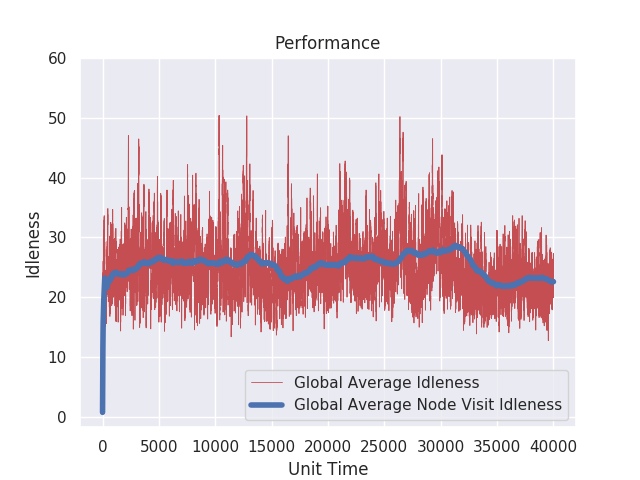 Performance
60
50
40
30
20
10
0
Idleness
Global Average Idleness
Global Average Node Visit Idleness
0 5000 10000 15000 20000 25000 30000 35000 40000
Unit Time